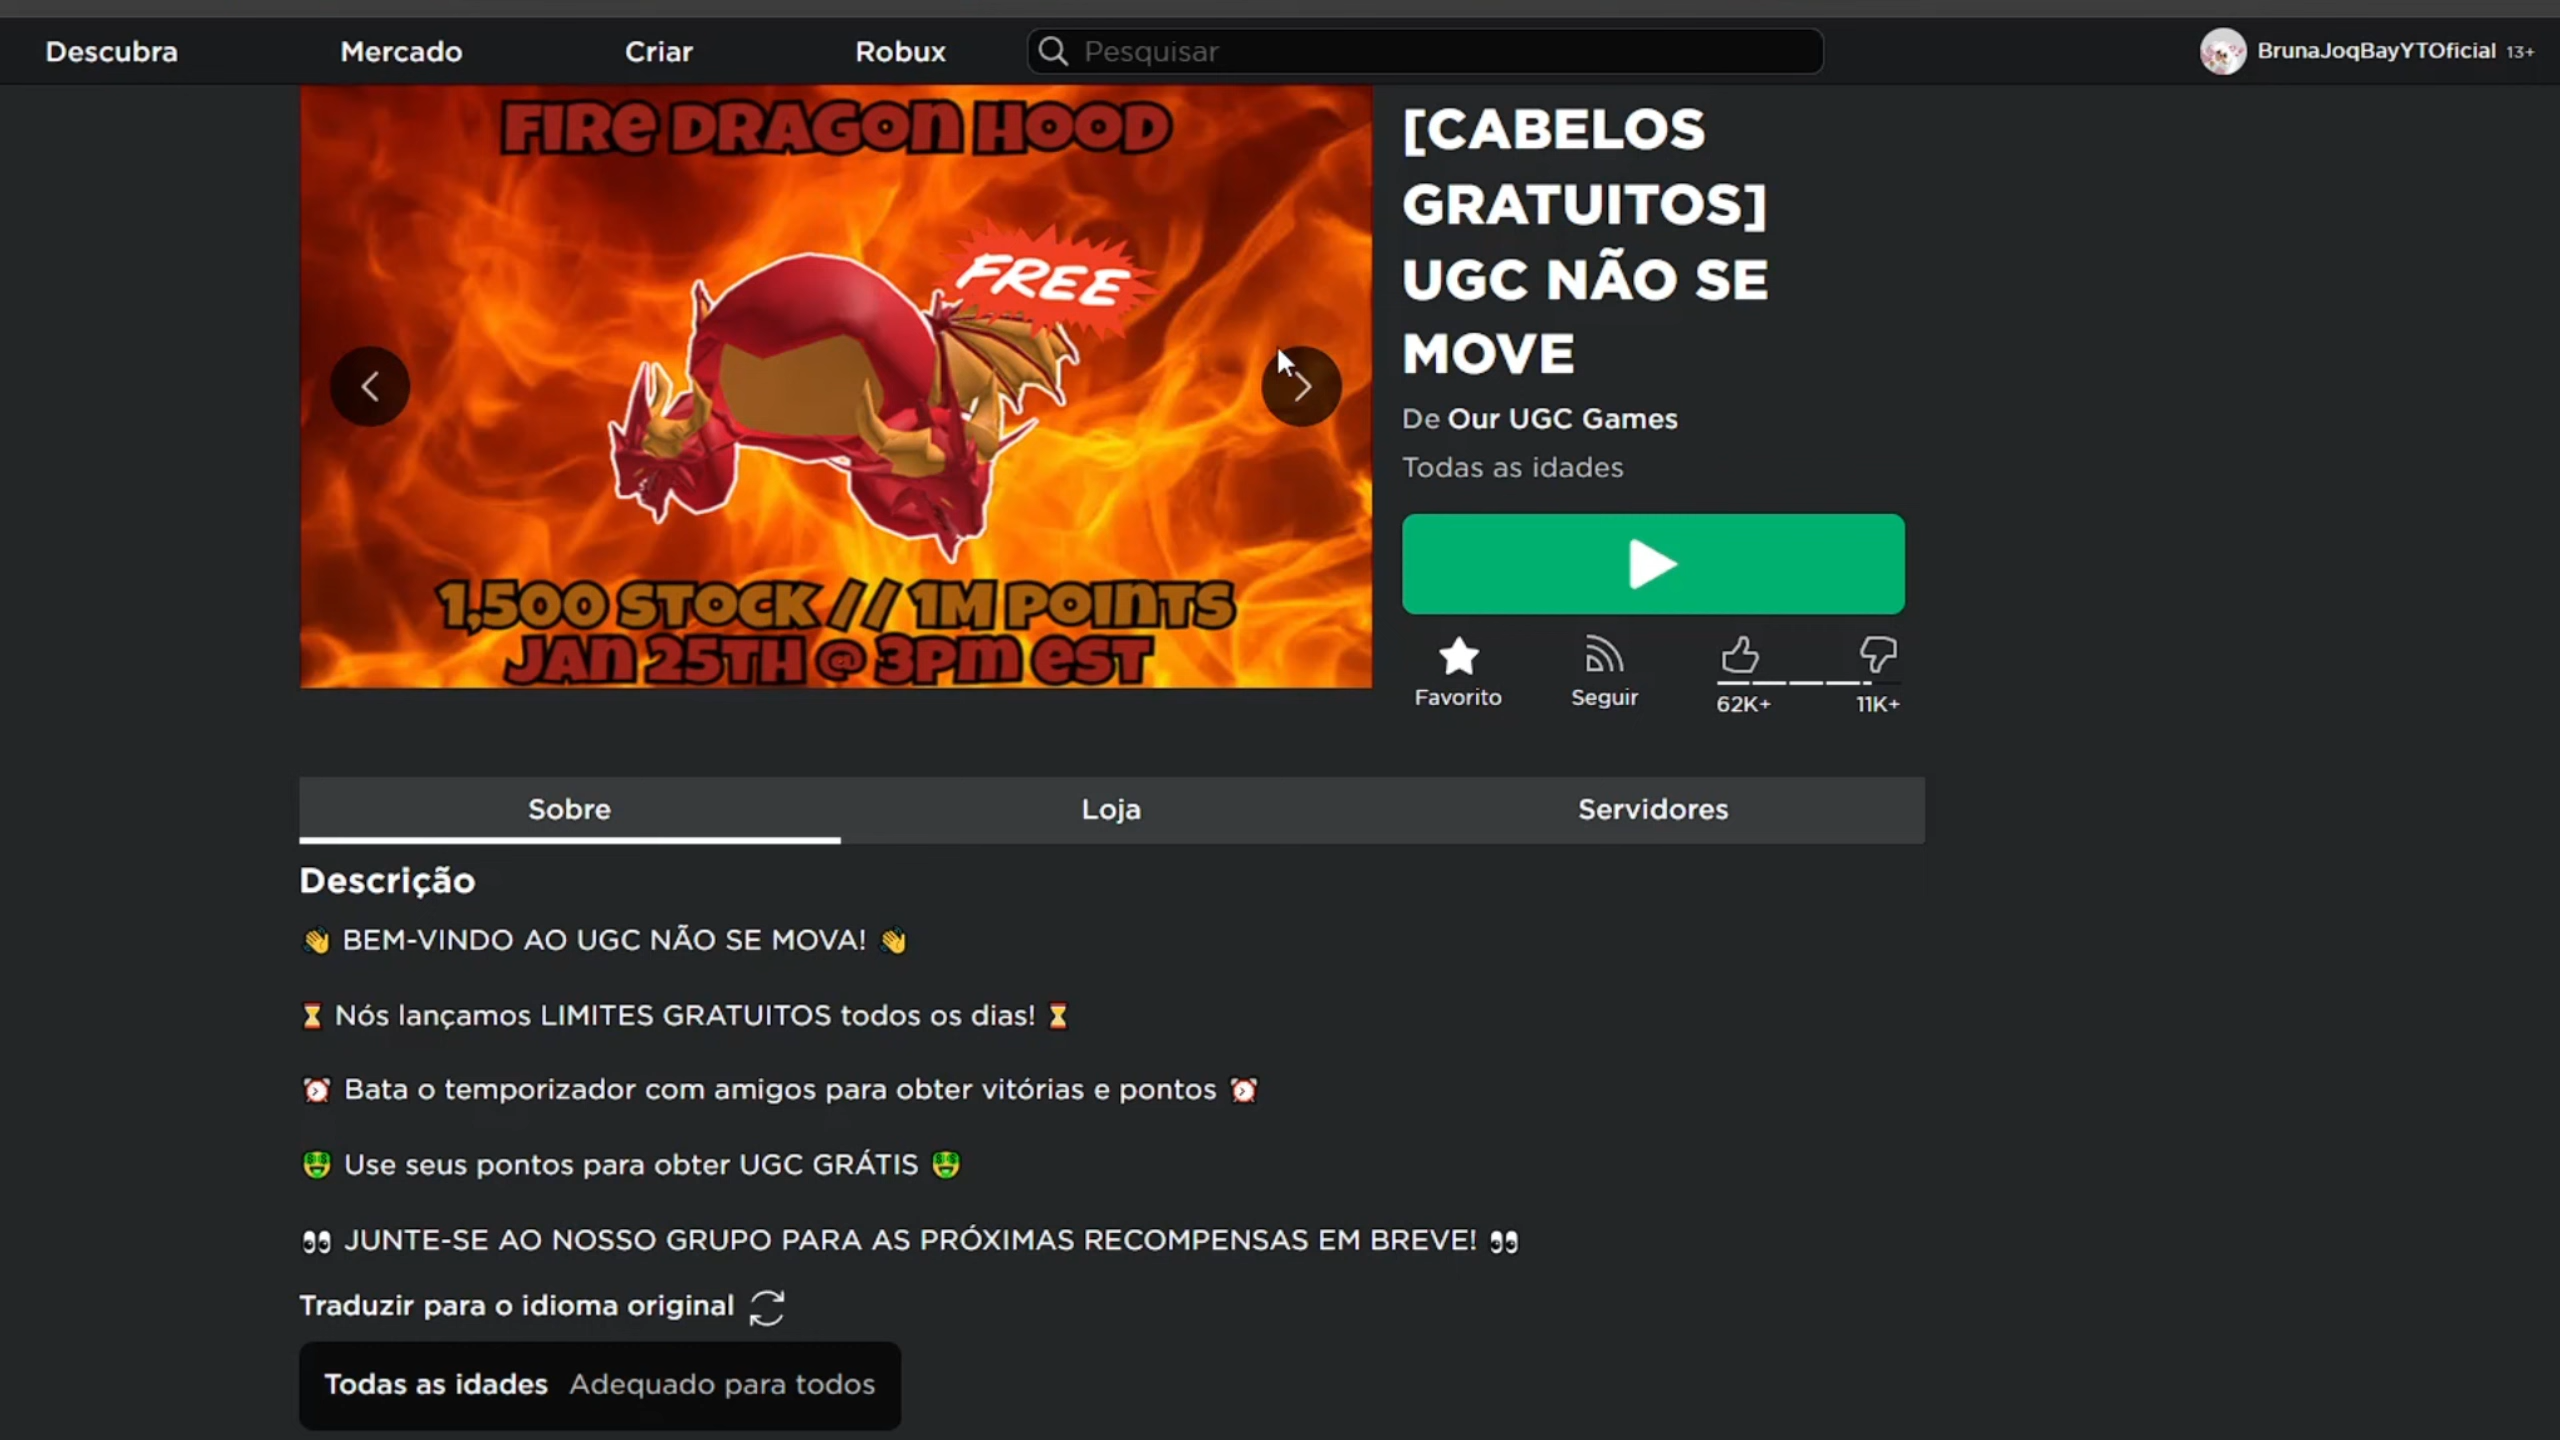 Descubra
Mercado
Criar
Robux
Pesquisar
BrunaJoqBayYTOficial 13+
FIRE DRAGON HOOD
FREE
1,500 STOCK // 1M POINTS
JAN 25TH @ 3PM EST
[CABELOS
GRATUITOS]
UGC NÃO SE
MOVE
De Our UGC Games
Todas as idades
Favorito
Seguir
62K+
11K+
Sobre
Loja
Servidores
Descrição
👋 BEM-VINDO AO UGC NÃO SE MOVA! 👋
⏳ Nós lançamos LIMITES GRATUITOS todos os dias! ⏳
⏰ Bata o temporizador com amigos para obter vitórias e pontos ⏰
🤑 Use seus pontos para obter UGC GRÁTIS 🤑
👀 JUNTE-SE AO NOSSO GRUPO PARA AS PRÓXIMAS RECOMPENSAS EM BREVE! 👀
Traduzir para o idioma original
Todas as idades Adequado para todos